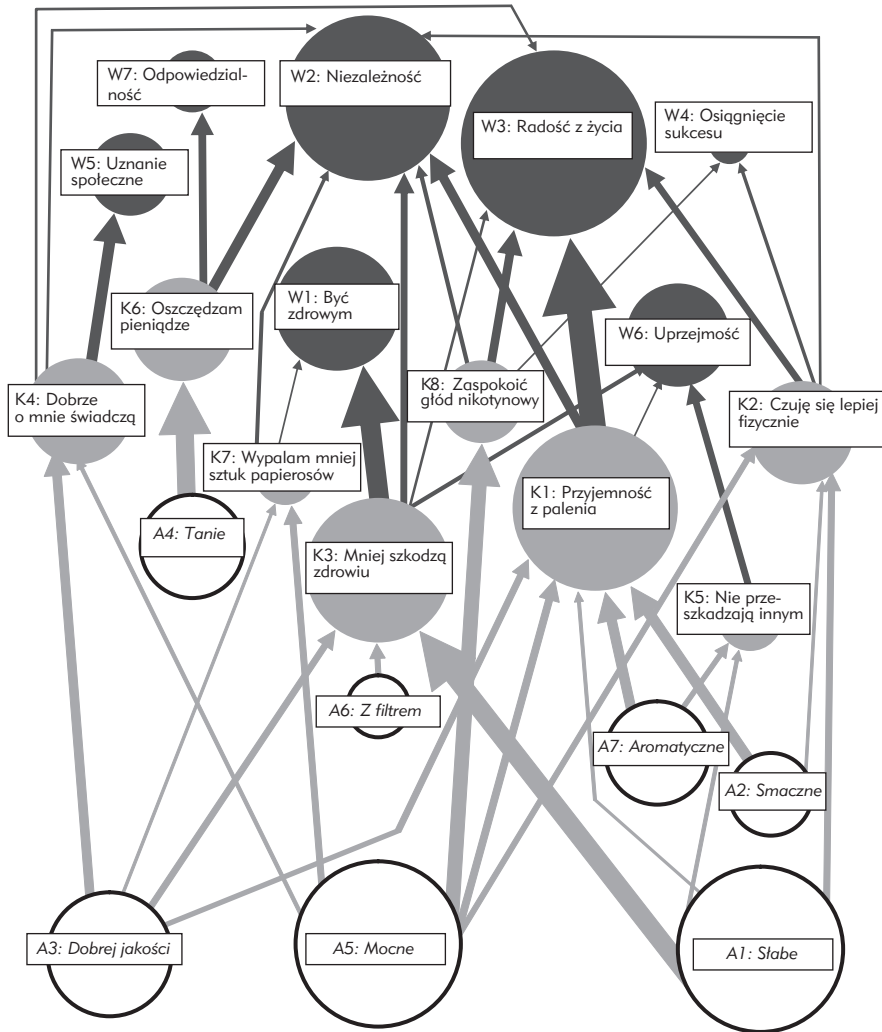 W7: Odpowiedzial-
ność
W2: Niezależność
W3: Radość z życia
W4: Osiągnięcie
sukcesu
W5: Uznanie
społeczne
K6: Oszczędzam
pieniądze
W1: Być
zdrowym
W6: Uprzejmość
K4: Dobrze
o mnie świadczą
K8: Zaspokoić
głód nikotynowy
K2: Czuję się lepiej
fizycznie
K7: Wypalam mniej
sztuk papierosów
K1: Przyjemność
z palenia
A4: Tanie
K3: Mniej szkodzą
zdrowiu
K5: Nie prze-
szkadzają innym
A6: Z filtrem
A7: Aromatyczne
A2: Smaczne
A3: Dobrej jakości
A5: Mocne
A1: Słabe